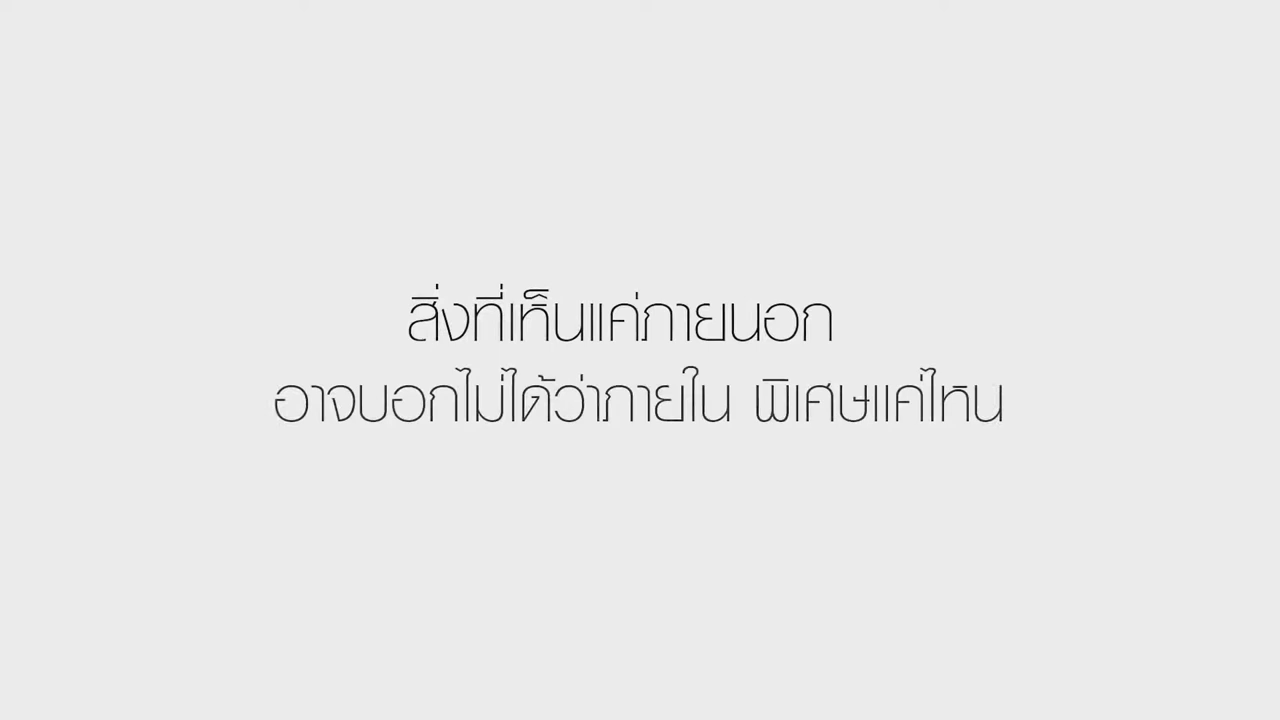 สิ่งที่เห็นแค่ภายนอก
อาจบอกไม่ได้ว่าภายใน พิเศษแค่ไหน